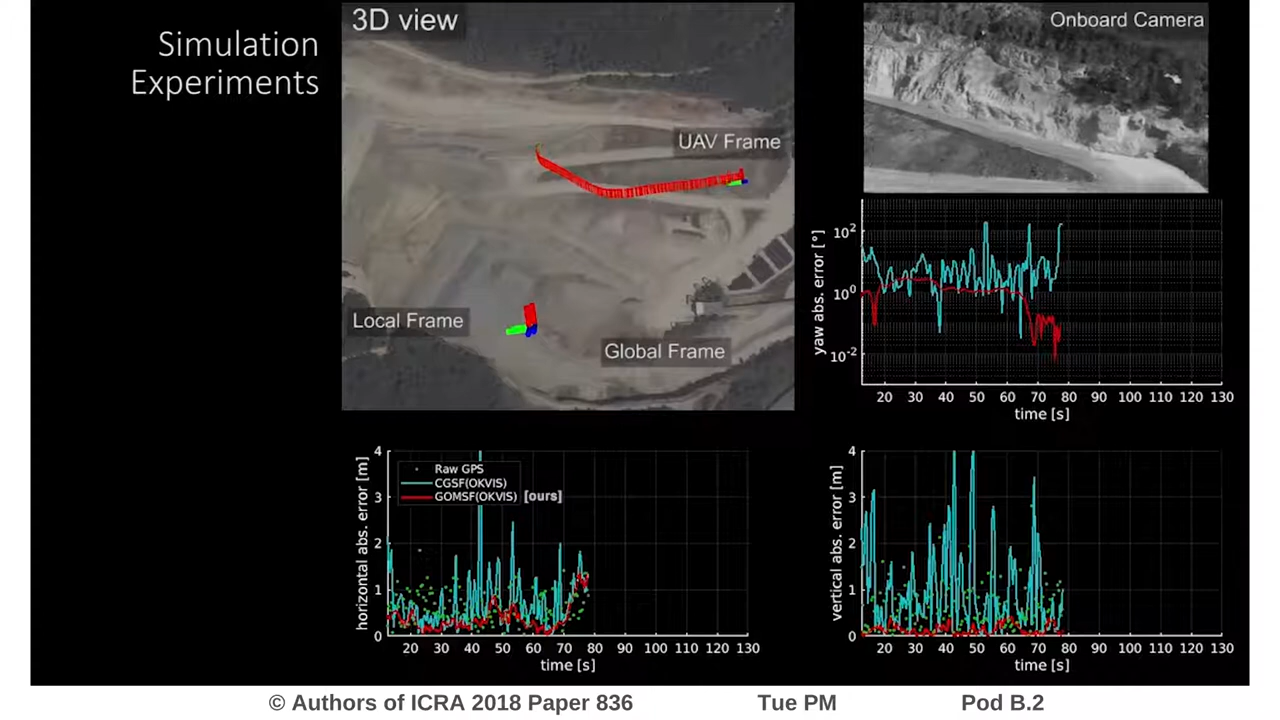 Simulation
Experiments
3D view
UAV Frame
Local Frame
Global Frame
Onboard Camera
yaw abs. error [°]
10²
10⁰
10⁻²
20 30 40 50 60 70 80 90 100 110 120 130
time [s]
horizontal abs. error [m]
4
3
2
1
0
Raw GPS
CGSF(OKVIS)
GOMSF(OKVIS) [ours]
20 30 40 50 60 70 80 90 100 110 120 130
time [s]
vertical abs. error [m]
4
3
2
1
0
20 30 40 50 60 70 80 90 100 110 120 130
time [s]
© Authors of ICRA 2018 Paper 836 Tue PM Pod B.2